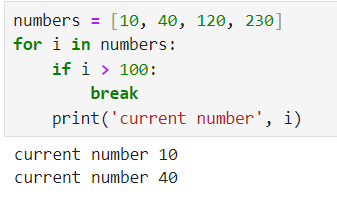 numbers = [10, 40, 120, 230]
for i in numbers:
    if i > 100:
        break
    print('current number', i)
current number 10
current number 40